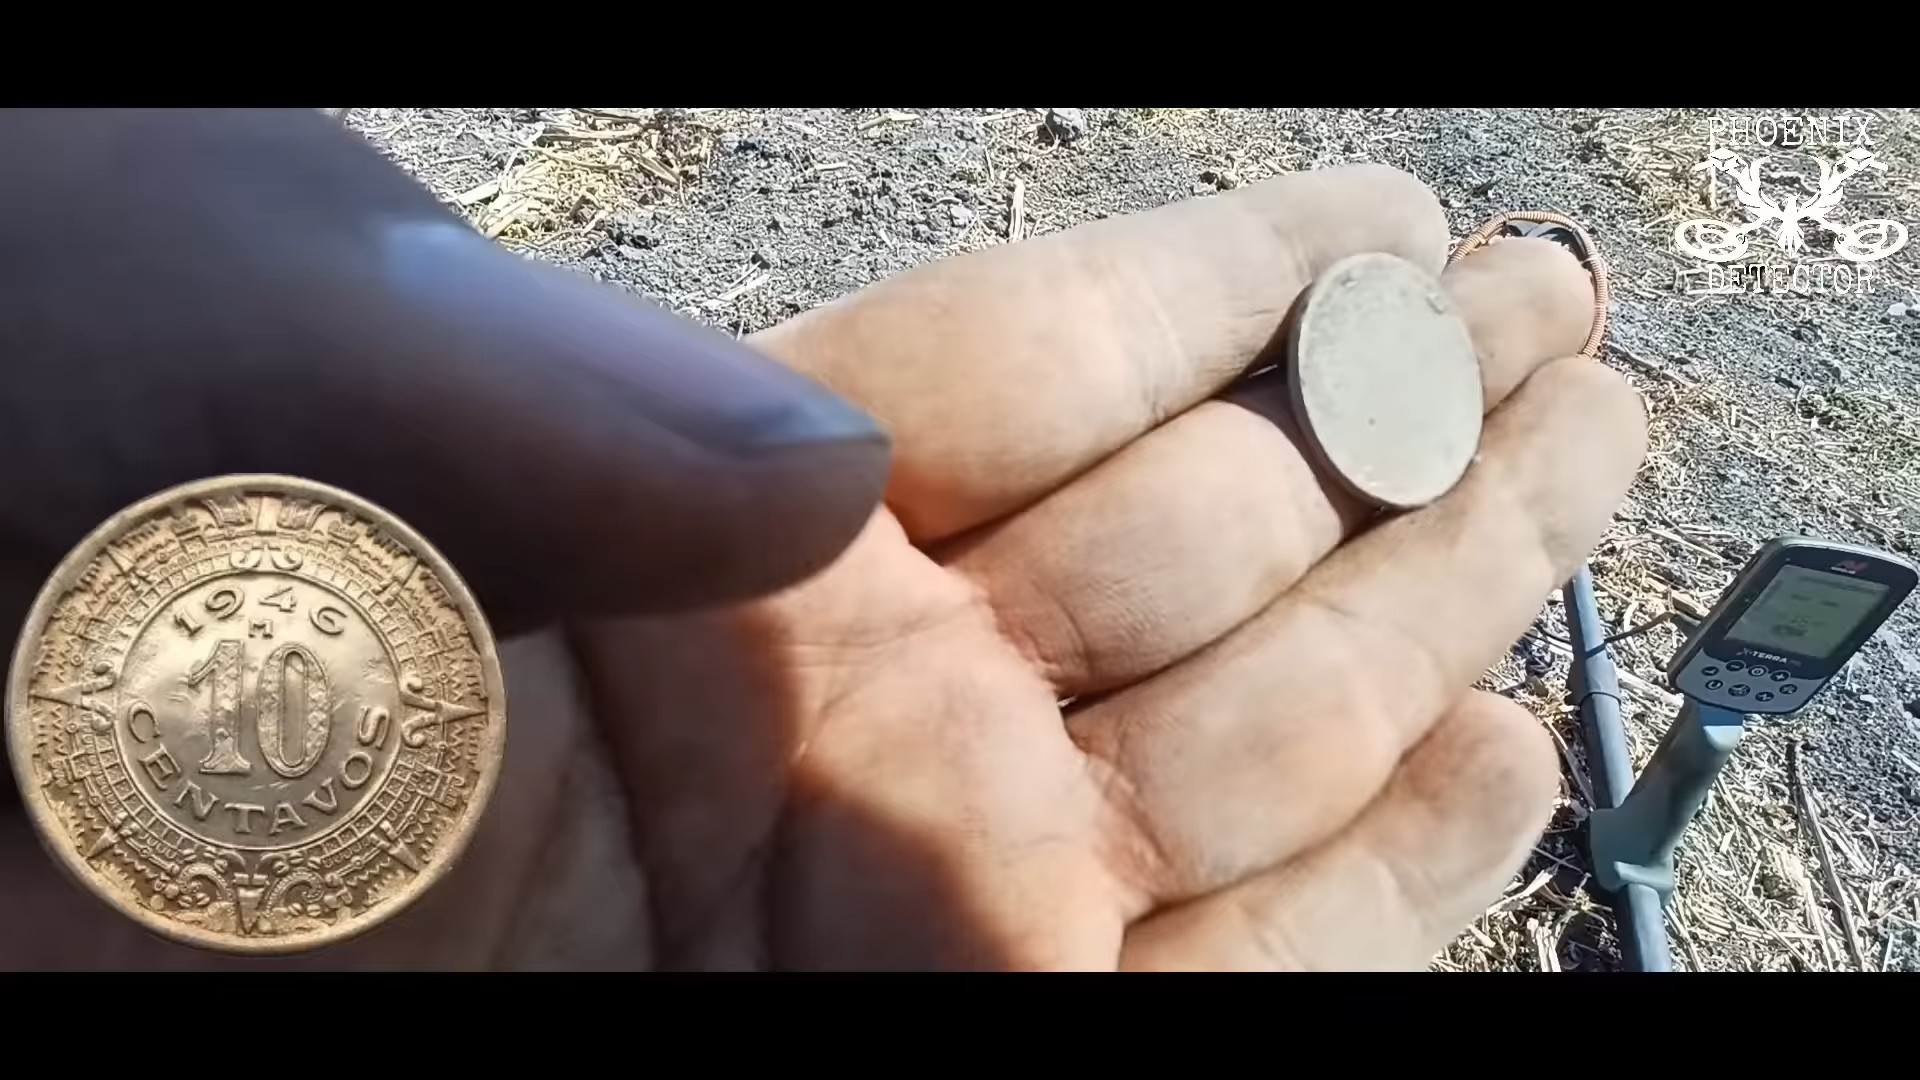 PHOENIX
DETECTOR
1946
M
10
CENTAVOS
X-TERRA